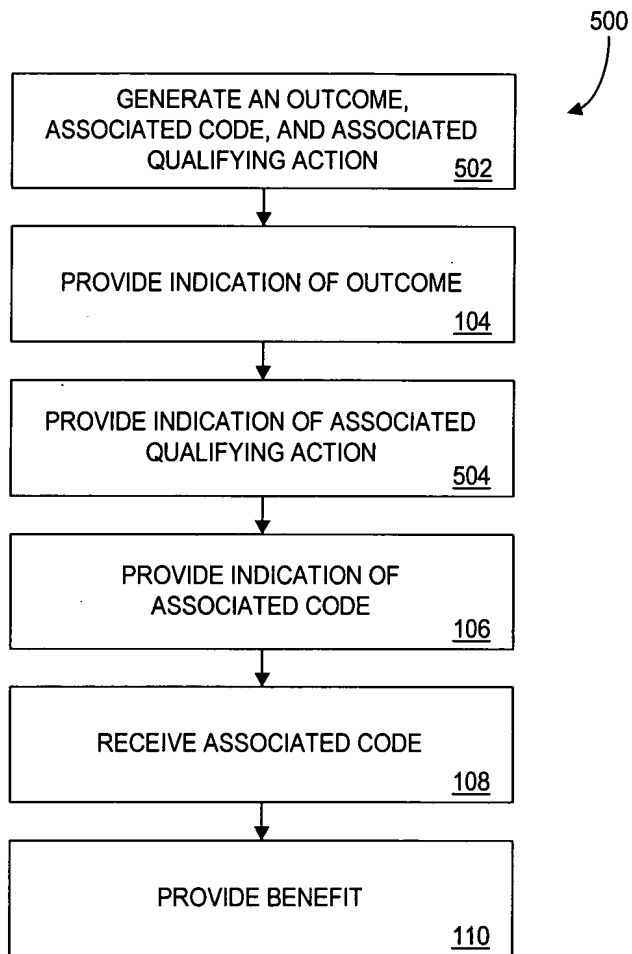 500
GENERATE AN OUTCOME,
ASSOCIATED CODE, AND ASSOCIATED
QUALIFYING ACTION
502
PROVIDE INDICATION OF OUTCOME
104
PROVIDE INDICATION OF ASSOCIATED
QUALIFYING ACTION
504
PROVIDE INDICATION OF
ASSOCIATED CODE
106
RECEIVE ASSOCIATED CODE
108
PROVIDE BENEFIT
110